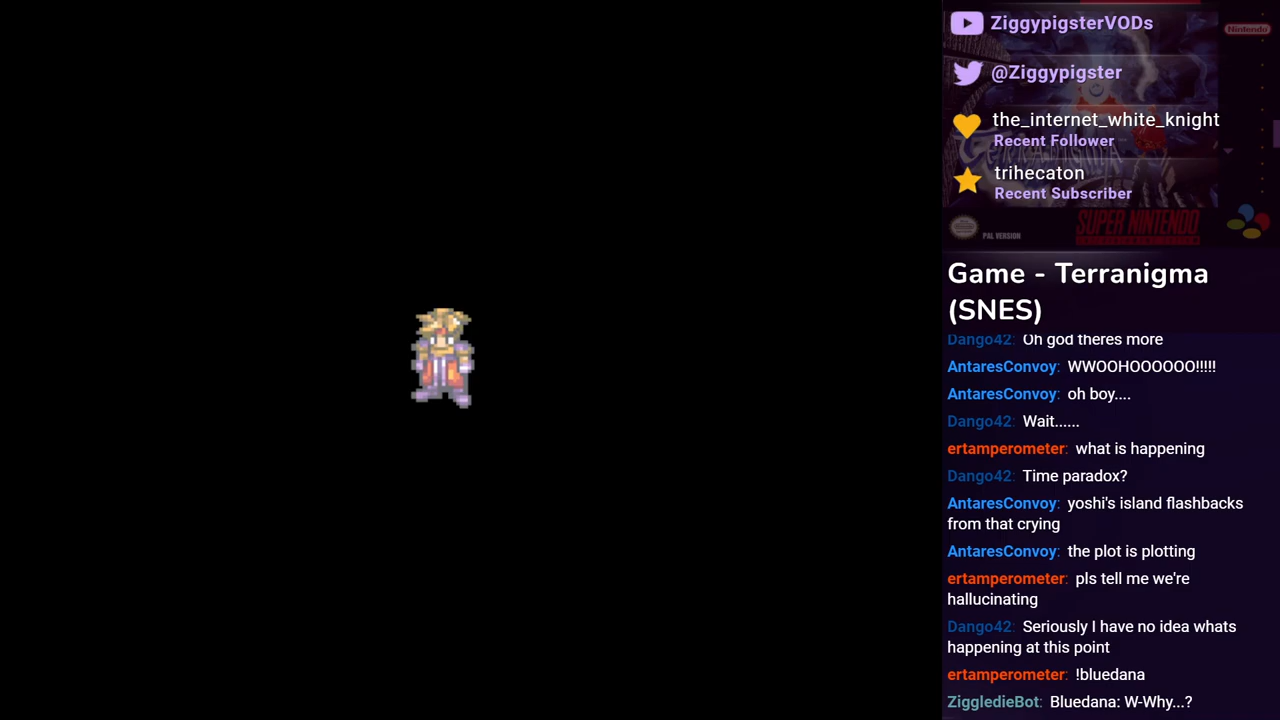 ZiggypigsterVODs
Nintendo
@Ziggypigster
the_internet_white_knight
Recent Follower
trihecaton
Recent Subscriber
PAL VERSION
SUPER NINTENDO
Game - Terranigma
(SNES)
Dango42: Oh god theres more
AntaresConvoy: WWOOHOOOOOO!!!!!
AntaresConvoy: oh boy....
Dango42: Wait......
ertamperometer: what is happening
Dango42: Time paradox?
AntaresConvoy: yoshi's island flashbacks
from that crying
AntaresConvoy: the plot is plotting
ertamperometer: pls tell me we're
hallucinating
Dango42: Seriously I have no idea whats
happening at this point
ertamperometer: !bluedana
ZiggledieBot: Bluedana: W-Why...?